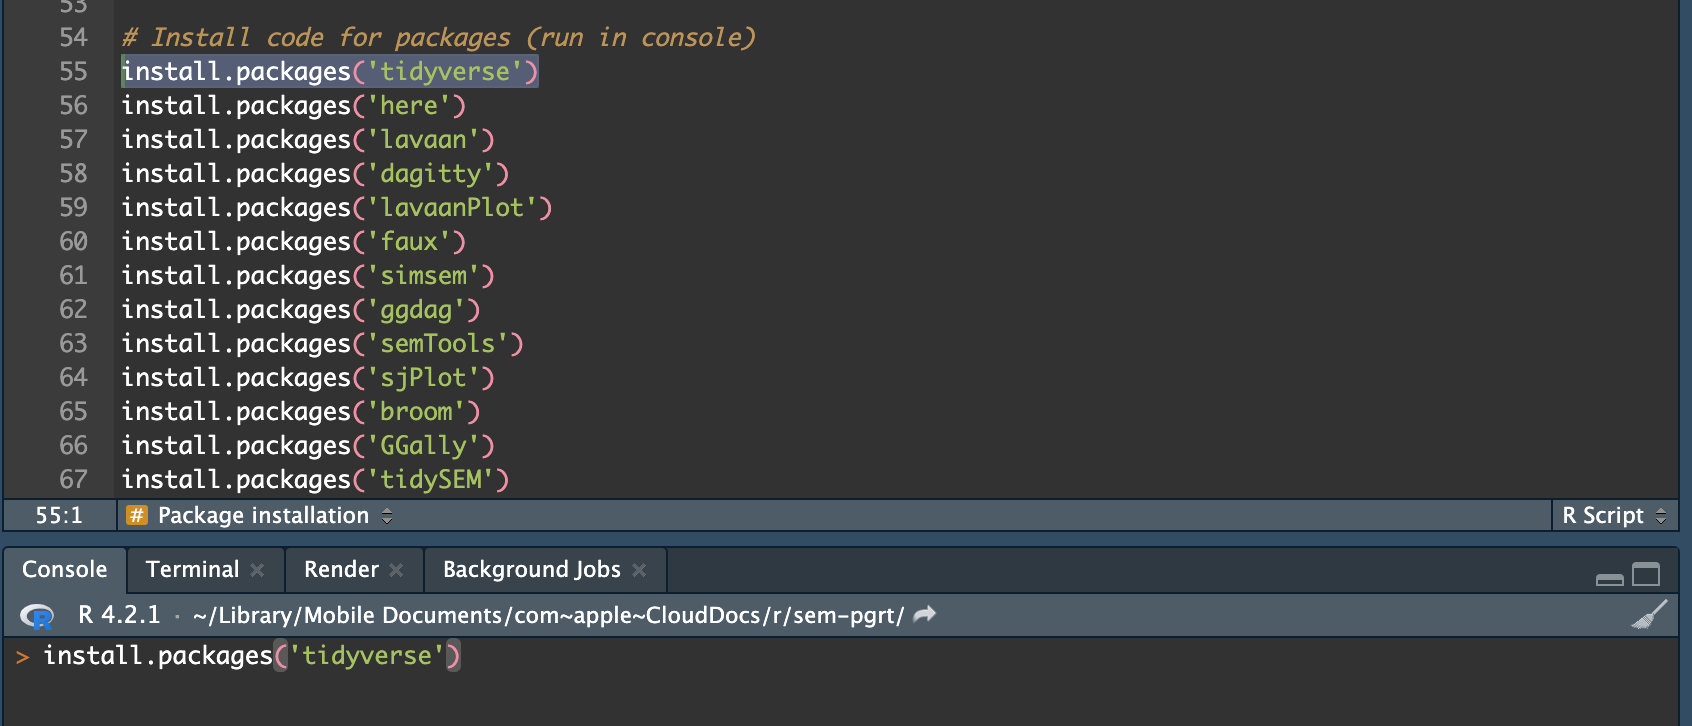 53
54 # Install code for packages (run in console)
55 install.packages('tidyverse')
56 install.packages('here')
57 install.packages('lavaan')
58 install.packages('dagitty')
59 install.packages('lavaanPlot')
60 install.packages('faux')
61 install.packages('simsem')
62 install.packages('ggdag')
63 install.packages('semTools')
64 install.packages('sjPlot')
65 install.packages('broom')
66 install.packages('GGally')
67 install.packages('tidySEM')
55:1 # Package installation R Script
Console Terminal Render Background Jobs
R R 4.2.1 · ~/Library/Mobile Documents/com~apple~CloudDocs/r/sem-pgrt/
> install.packages('tidyverse')